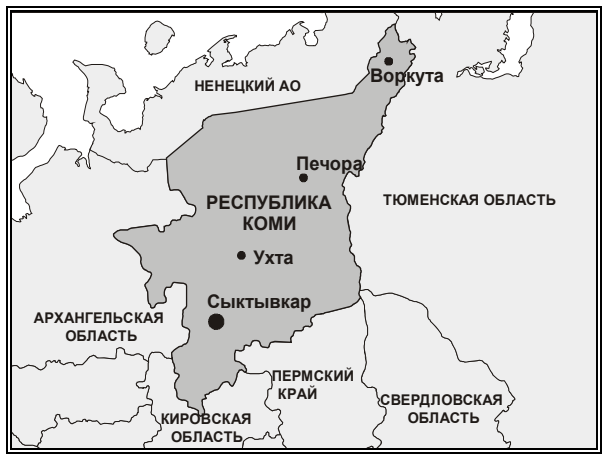 Воркута
НЕНЕЦКИЙ АО
Печора
ТЮМЕНСКАЯ ОБЛАСТЬ
РЕСПУБЛИКА
КОМИ
Ухта
Сыктывкар
АРХАНГЕЛЬСКАЯ
ОБЛАСТЬ
ПЕРМСКИЙ
КРАЙ
СВЕРДЛОВСКАЯ
ОБЛАСТЬ
КИРОВСКАЯ
ОБЛАСТЬ